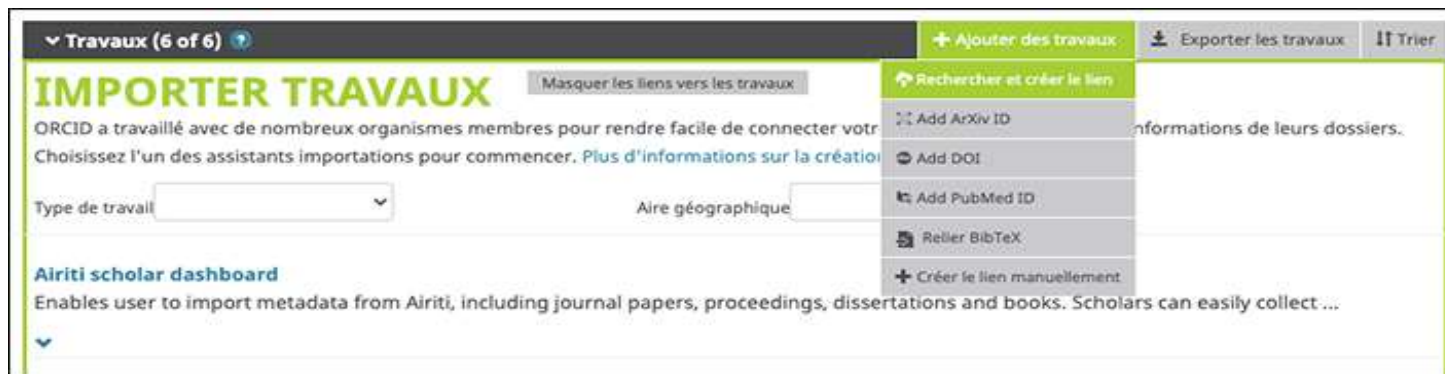 Travaux (6 of 6) ?
+ Ajouter des travaux
Exporter les travaux
Trier
IMPORTER TRAVAUX
Masquer les liens vers les travaux
Rechercher et créer le lien
ORCID a travaillé avec de nombreux organismes membres pour rendre facile de connecter votr
nformations de leurs dossiers.
Add ArXiv ID
Choisissez l'un des assistants importations pour commencer. Plus d'informations sur la création
Add DOI
Type de travail
Aire géographique
Add PubMed ID
Relier BibTeX
Airiti scholar dashboard
+ Créer le lien manuellement
Enables user to import metadata from Airiti, including journal papers, proceedings, dissertations and books. Scholars can easily collect ...